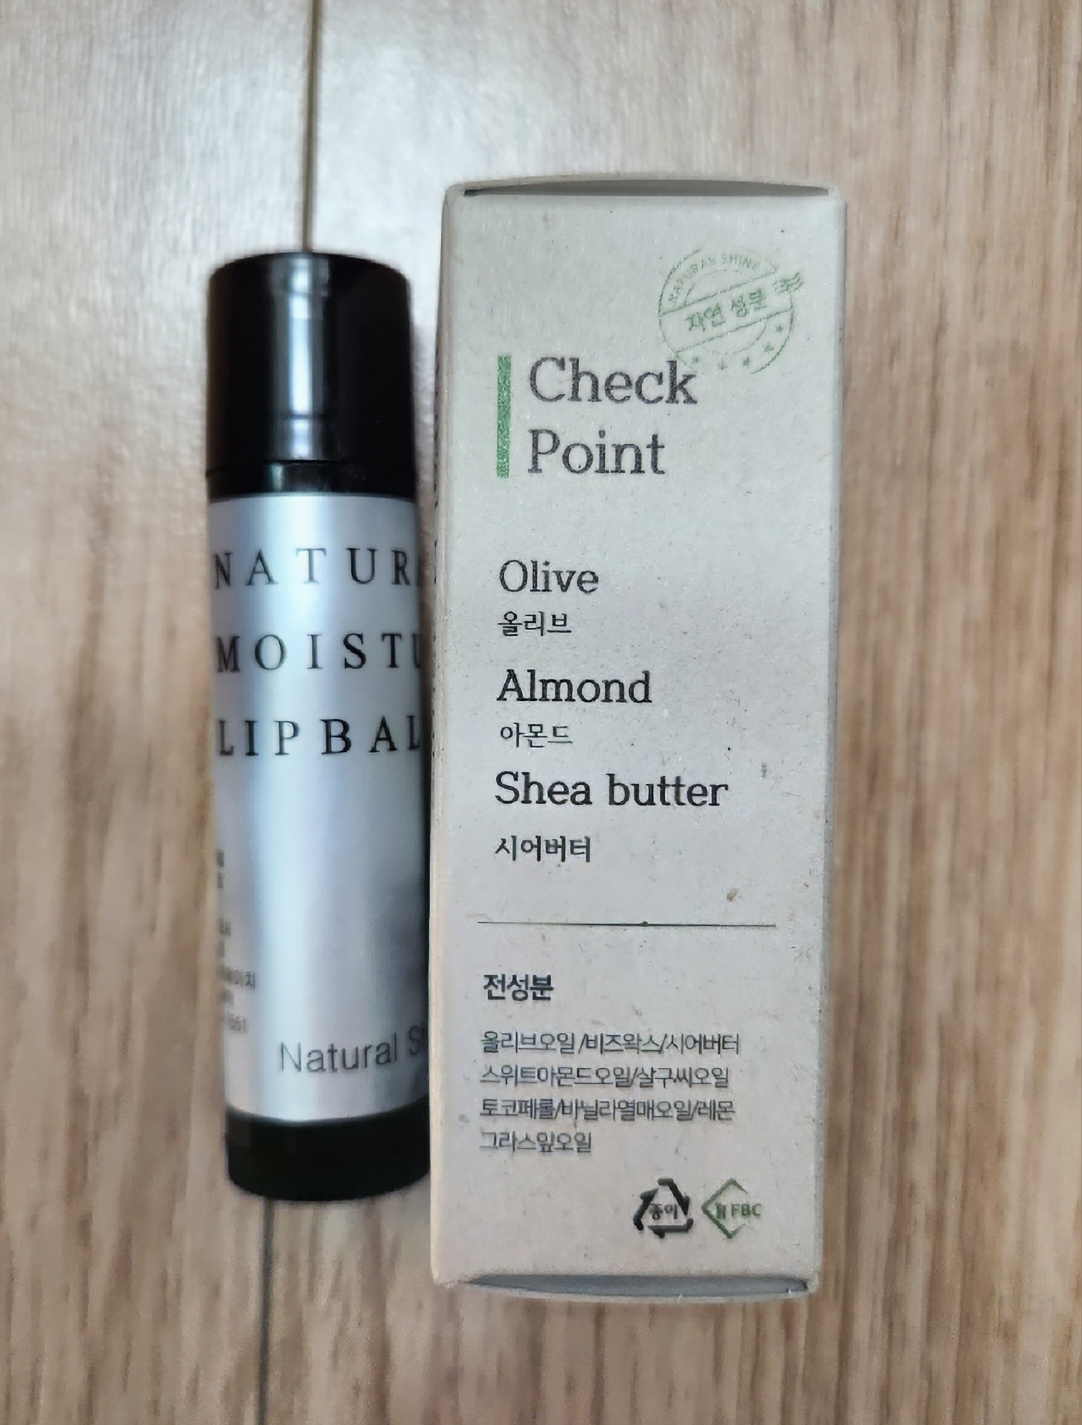 NATUR
MOISTU
LIPBAL
Natural S
NATURAL SHINE
자연 성분
Check
Point
Olive
올리브
Almond
아몬드
Shea butter
시어버터
전성분
올리브오일/비즈왁스/시어버터
스위트아몬드오일/살구씨오일
토코페롤/바닐라열매오일/레몬
그라스잎오일
종이
FBC